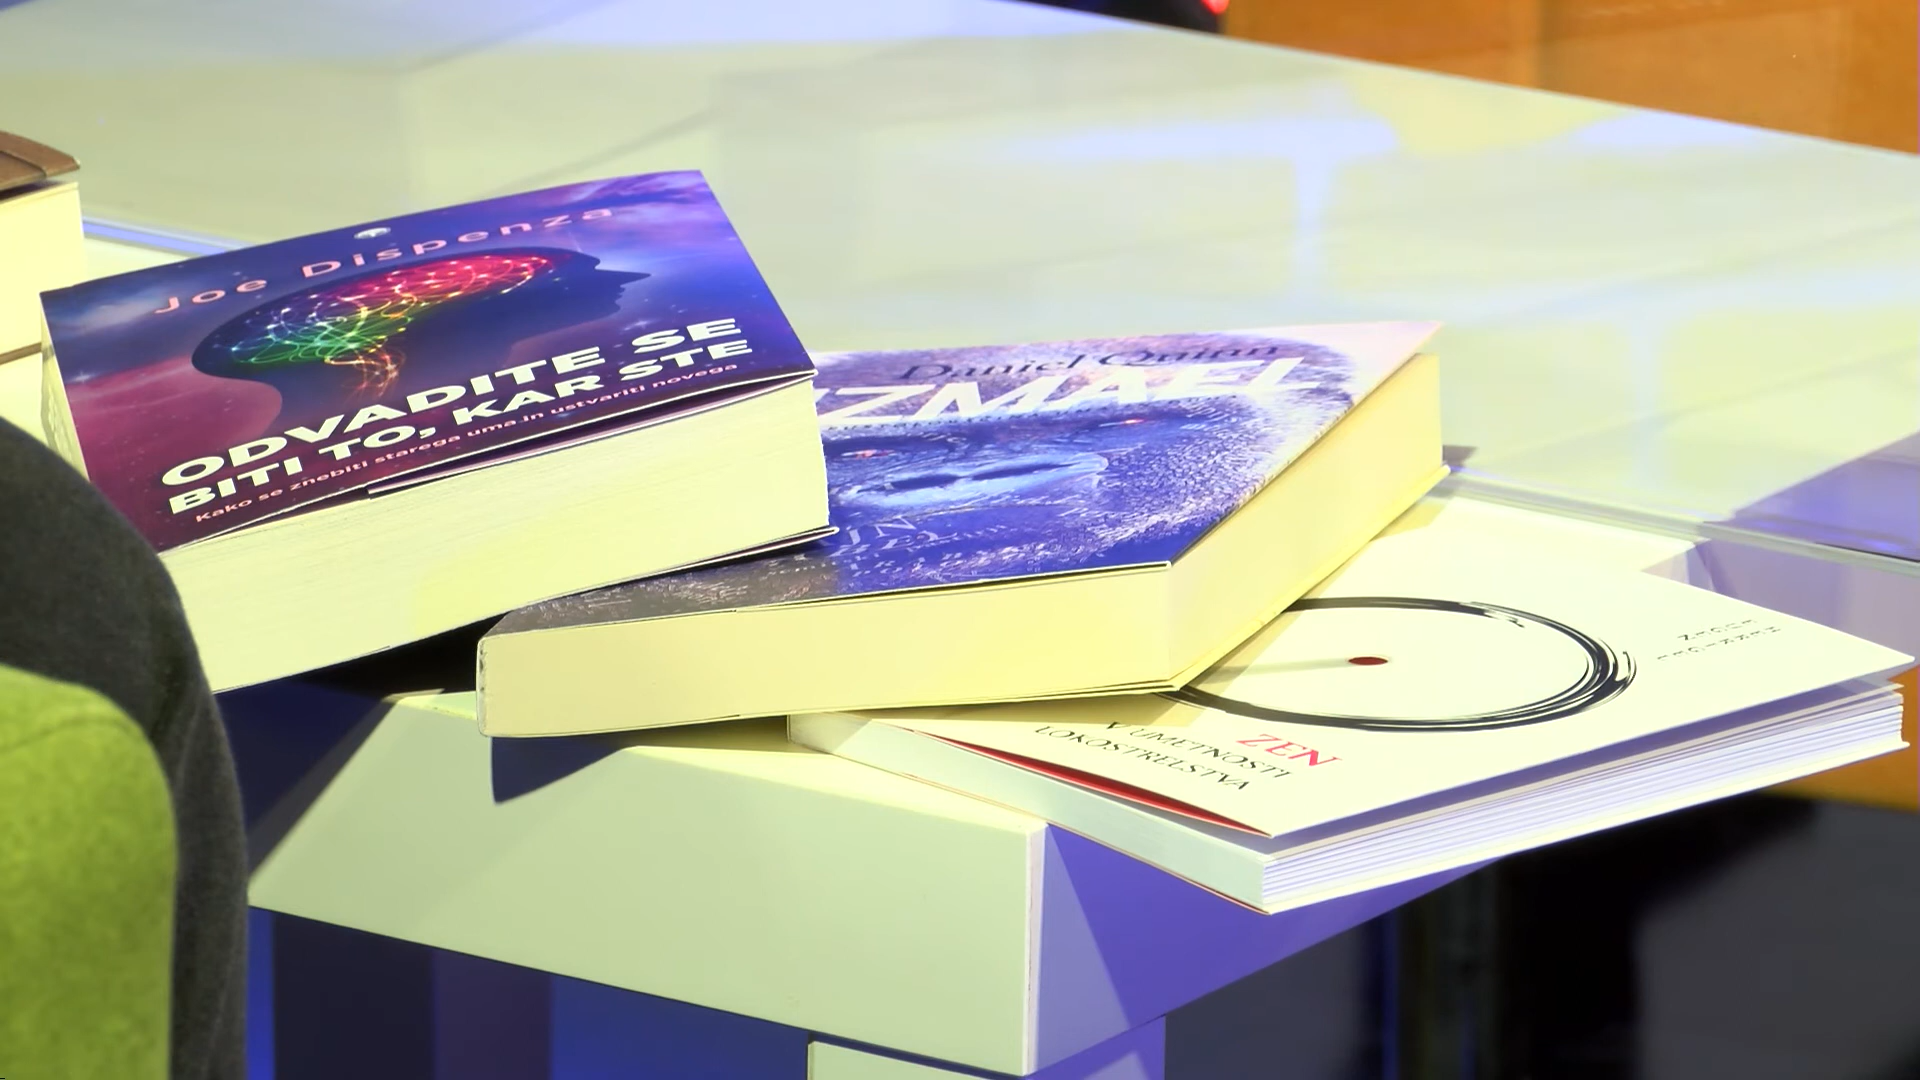 Joe Dispenza
ODVADITE SE
BITI TO, KAR STE
Kako se znebiti starega uma in ustvariti novega
Daniel Quinn
IZMAEL
ZEN
V UMETNOSTI
LOKOSTRELSTVA